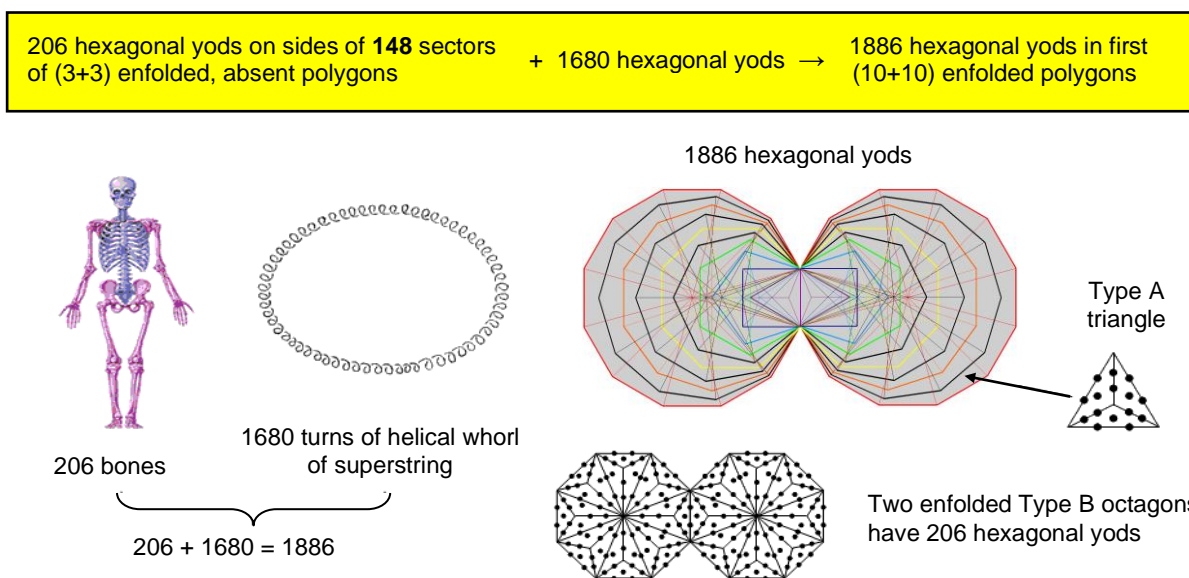 206 hexagonal yods on sides of 148 sectors
of (3+3) enfolded, absent polygons
+ 1680 hexagonal yods →
1886 hexagonal yods in first
(10+10) enfolded polygons
1886 hexagonal yods
Type A
triangle
206 bones
1680 turns of helical whorl
of superstring
206 + 1680 = 1886
Two enfolded Type B octagons
have 206 hexagonal yods